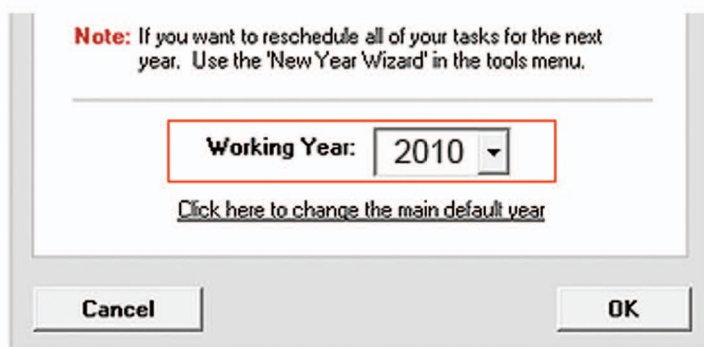 Note: If you want to reschedule all of your tasks for the next
year. Use the 'New Year Wizard' in the tools menu.
Working Year: 2010
Click here to change the main default year
Cancel OK